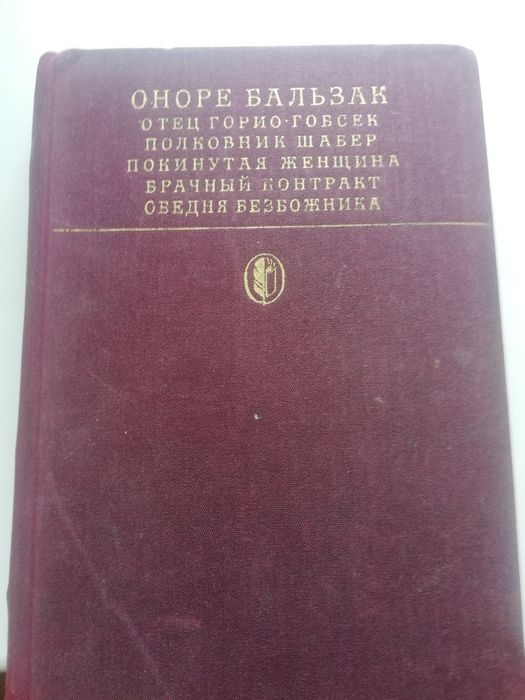 ОНОРЕ БАЛЬЗАК
ОТЕЦ ГОРИО·ГОБСЕК
ПОЛКОВНИК ШАБЕР
ПОКИНУТАЯ ЖЕНЩИНА
БРАЧНЫЙ КОНТРАКТ
ОБЕДНЯ БЕЗБОЖНИКА